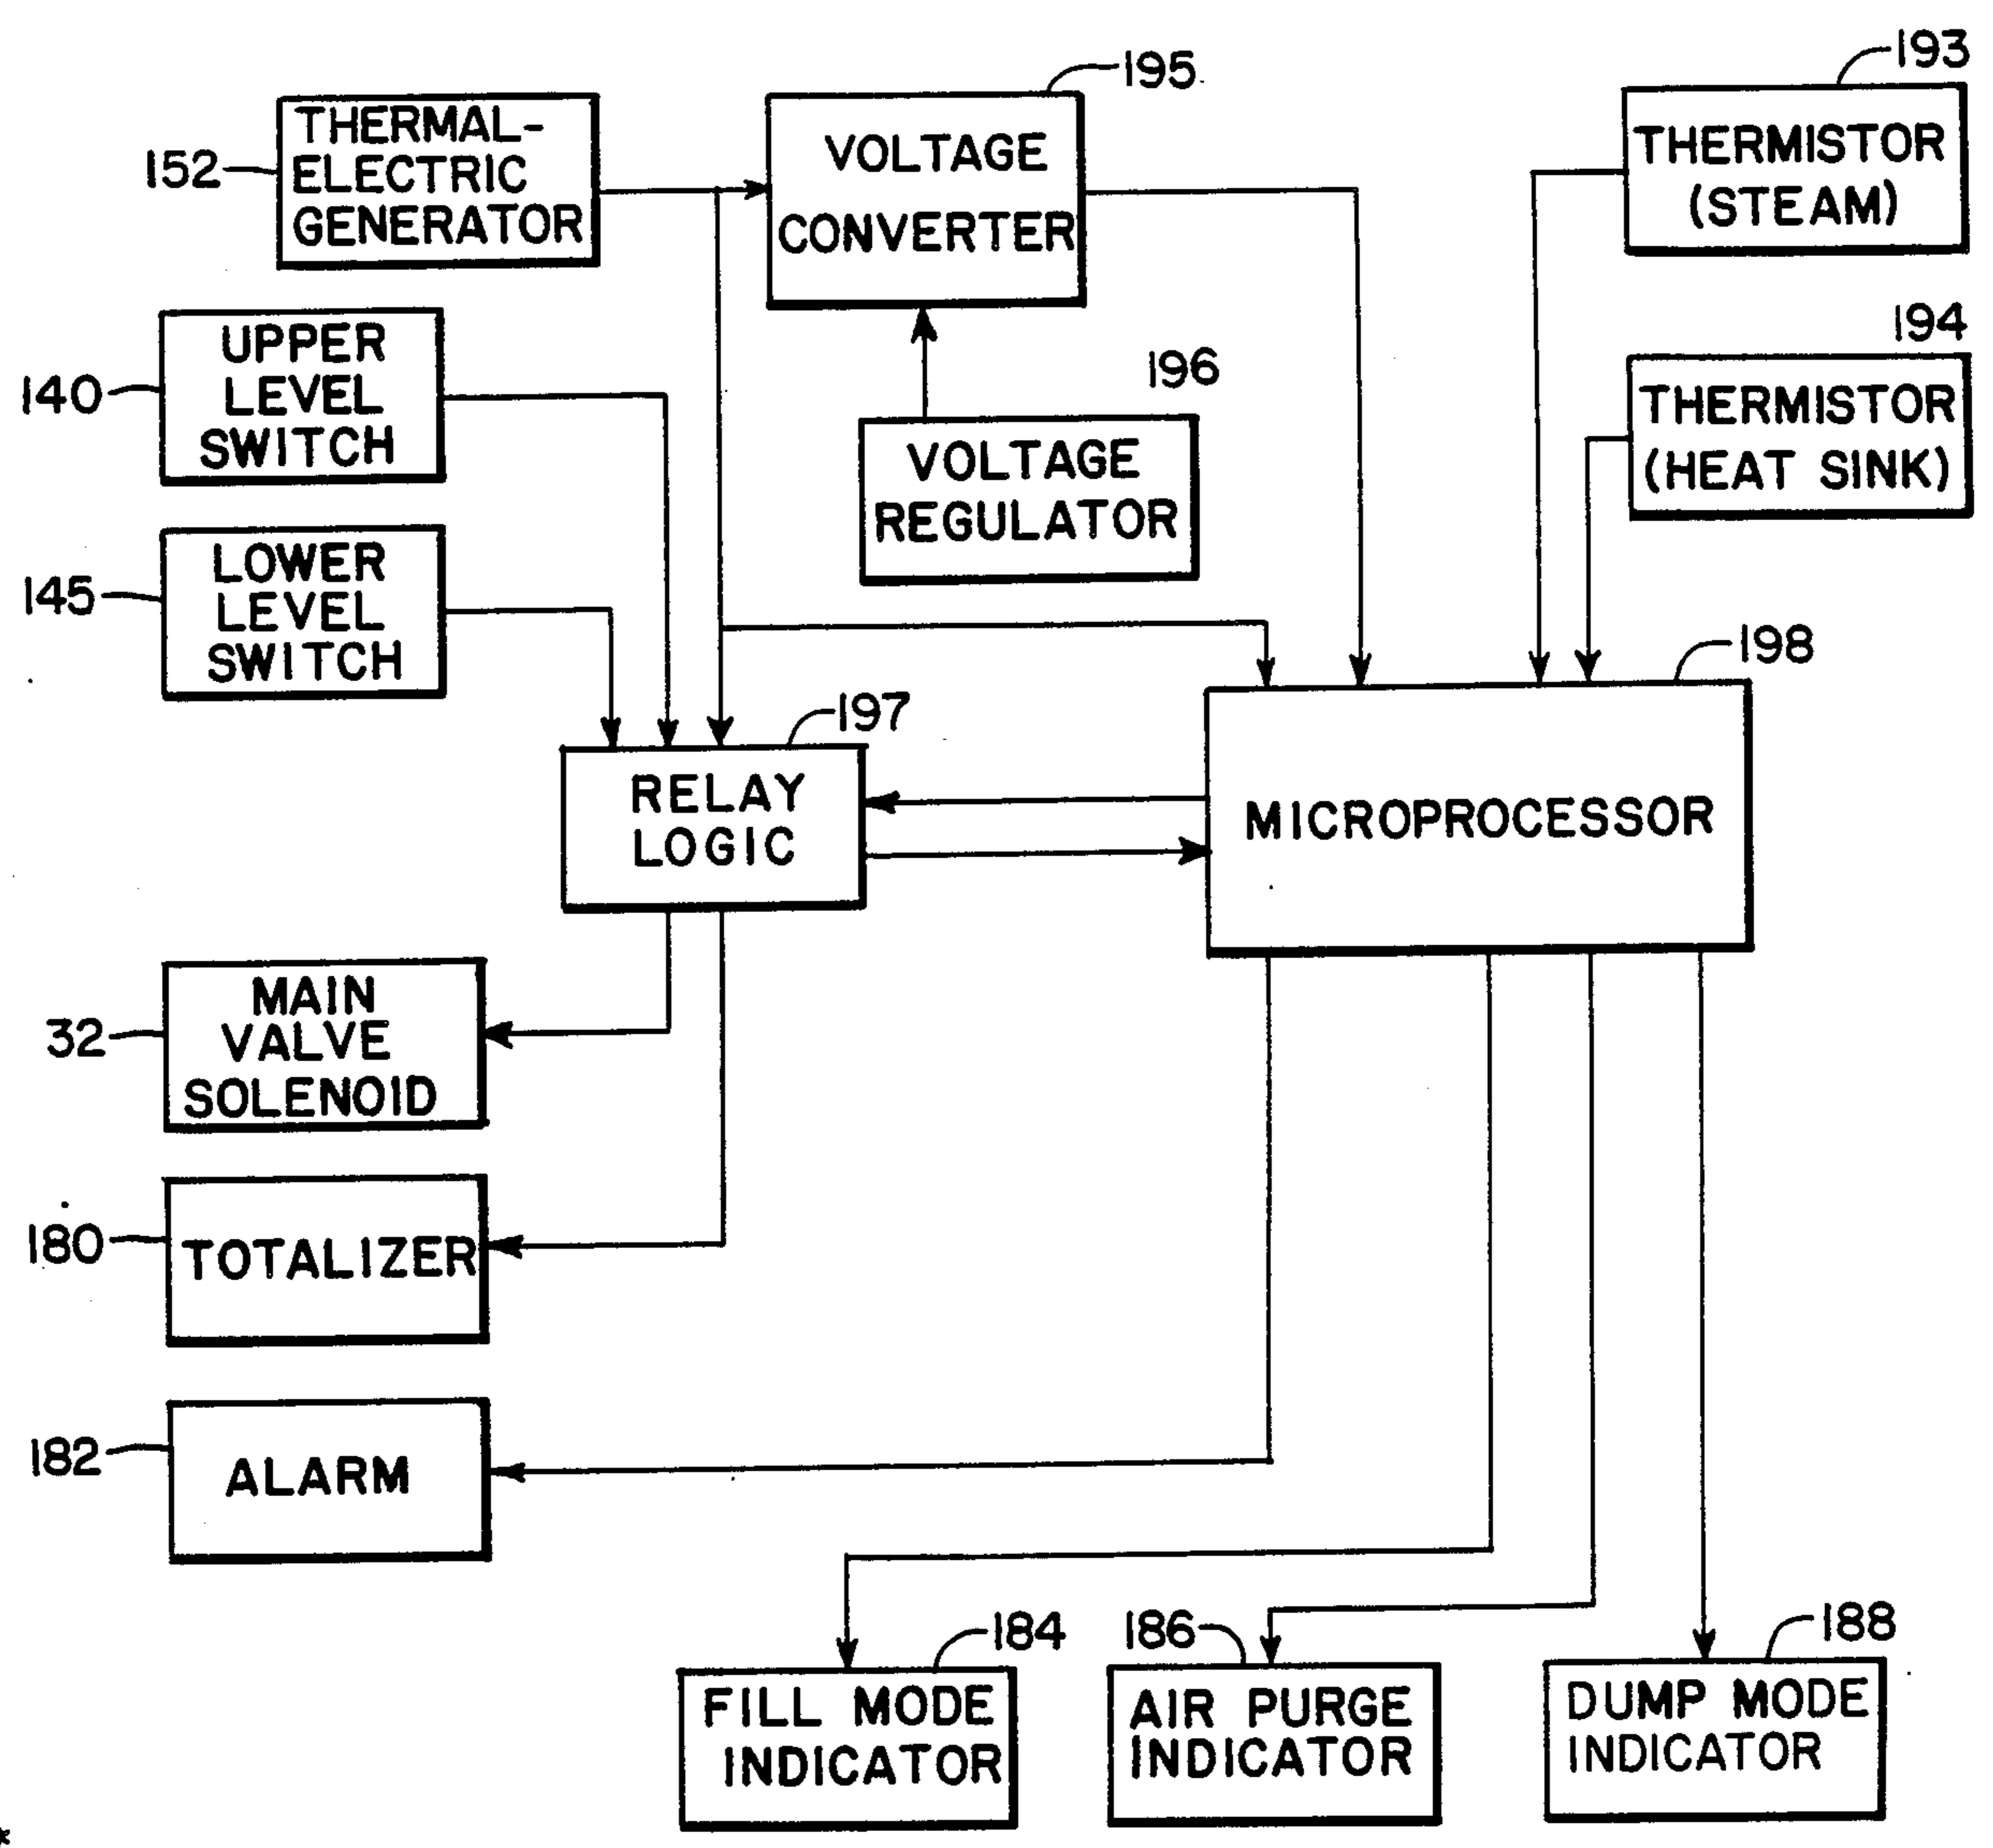 195
193
THERMAL-
ELECTRIC
GENERATOR
152
VOLTAGE
CONVERTER
THERMISTOR
(STEAM)
UPPER
LEVEL
SWITCH
140
196
VOLTAGE
REGULATOR
194
THERMISTOR
(HEAT SINK)
LOWER
LEVEL
SWITCH
145
197
198
RELAY
LOGIC
MICROPROCESSOR
MAIN
VALVE
SOLENOID
32
180
TOTALIZER
182
ALARM
184
186
188
FILL MODE
INDICATOR
AIR PURGE
INDICATOR
DUMP MODE
INDICATOR
*